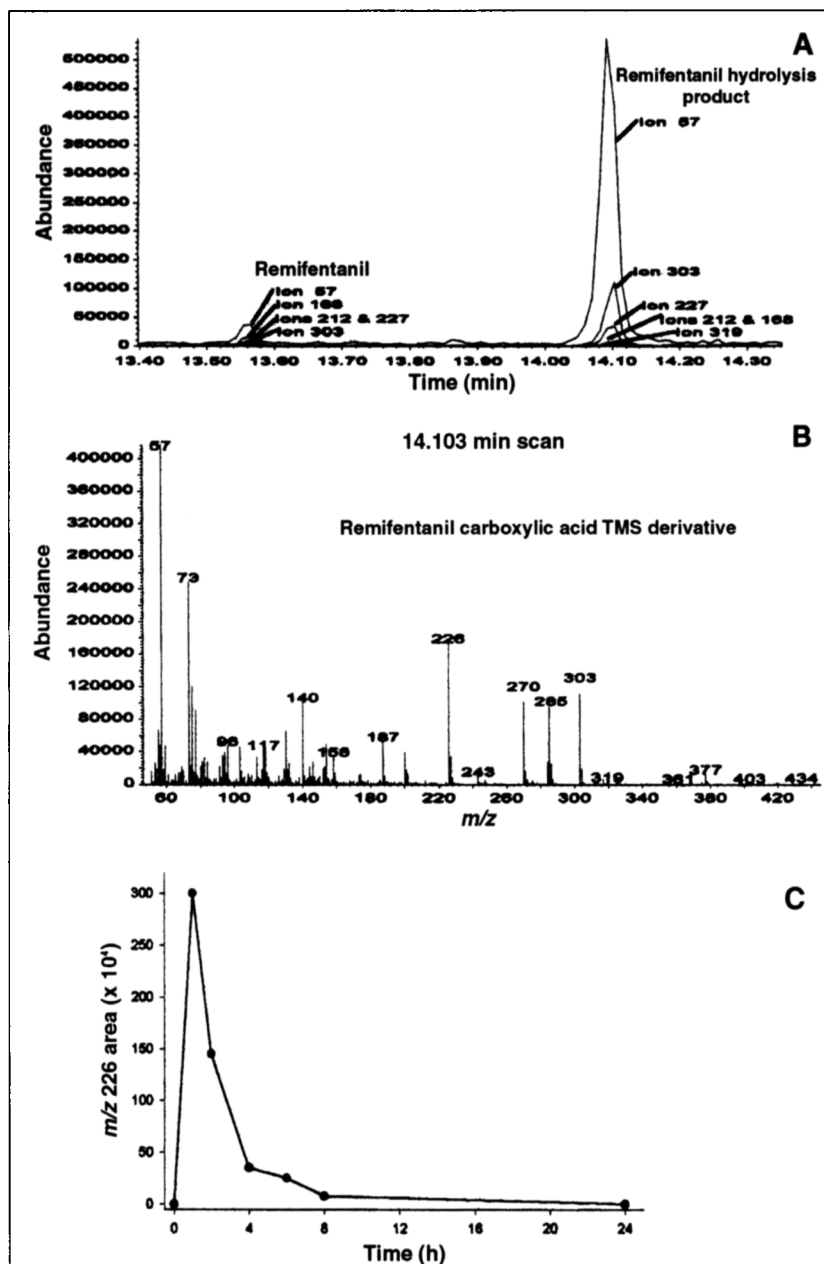 A
Remifentanil hydrolysis
product
Ion 57
Ion 303
Ion 227
Ions 212 & 168
Ion 319
Remifentanil
Ion 57
Ion 168
Ions 212 & 227
Ion 303
Abundance
500000
450000
400000
350000
300000
250000
200000
150000
100000
50000
0
13.40 13.50 13.60 13.70 13.80 13.90 14.00 14.10 14.20 14.30
Time (min)
B
14.103 min scan
Remifentanil carboxylic acid TMS derivative
Abundance
400000
360000
320000
280000
240000
200000
160000
120000
80000
40000
0
57
73
96
117
140
168
187
226
243
270
285
303
319
361
377
403
434
60 100 140 180 220 260 300 340 380 420
m/z
C
m/z 226 area (x 10⁴)
300
250
200
150
100
50
0
0 4 8 12 16 20 24
Time (h)